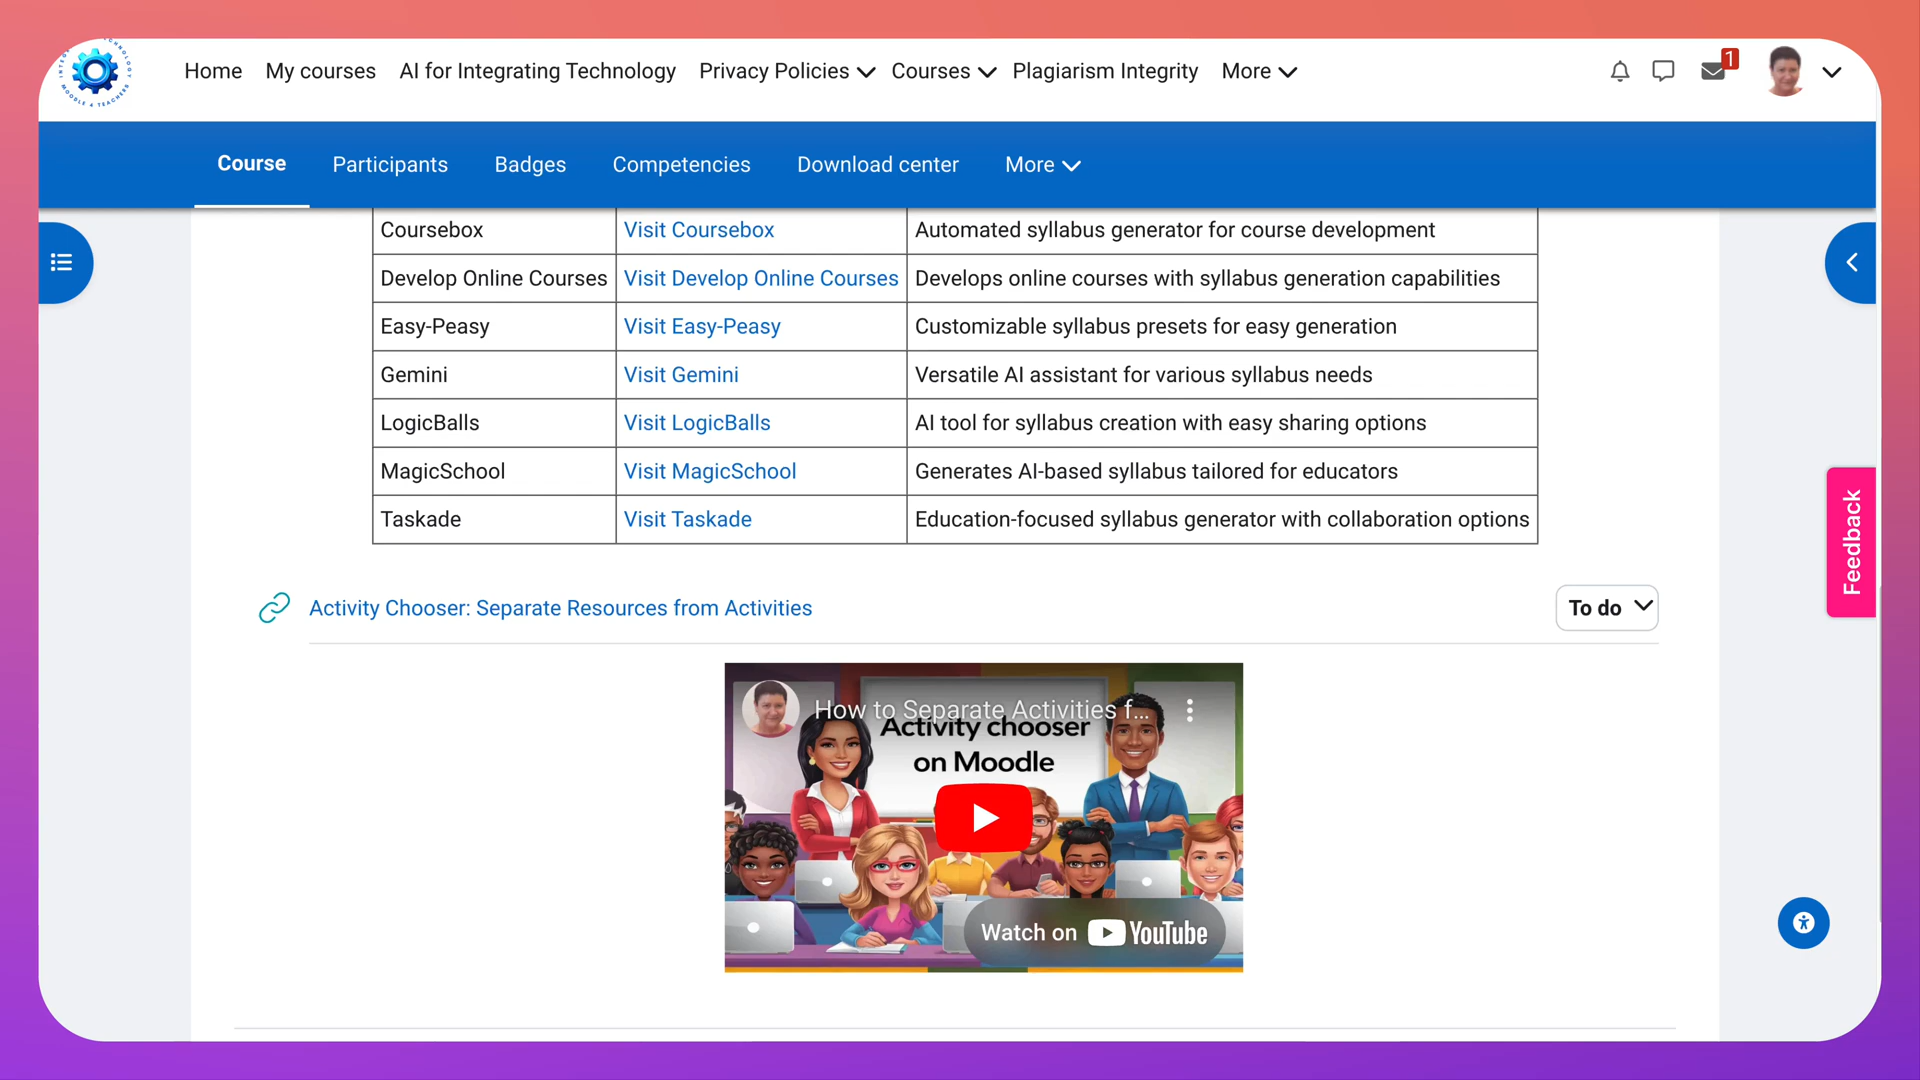 INTEGRATING TECHNOLOGY
MOODLE 4 TEACHERS
Home My courses AI for Integrating Technology Privacy Policies Courses Plagiarism Integrity More
1
Course Participants Badges Competencies Download center More
Coursebox Visit Coursebox Automated syllabus generator for course development
Develop Online Courses Visit Develop Online Courses Develops online courses with syllabus generation capabilities
Easy-Peasy Visit Easy-Peasy Customizable syllabus presets for easy generation
Gemini Visit Gemini Versatile AI assistant for various syllabus needs
LogicBalls Visit LogicBalls AI tool for syllabus creation with easy sharing options
MagicSchool Visit MagicSchool Generates AI-based syllabus tailored for educators
Taskade Visit Taskade Education-focused syllabus generator with collaboration options
Feedback
Activity Chooser: Separate Resources from Activities To do
How to Separate Activities f...
Activity chooser
on Moodle
Watch on YouTube